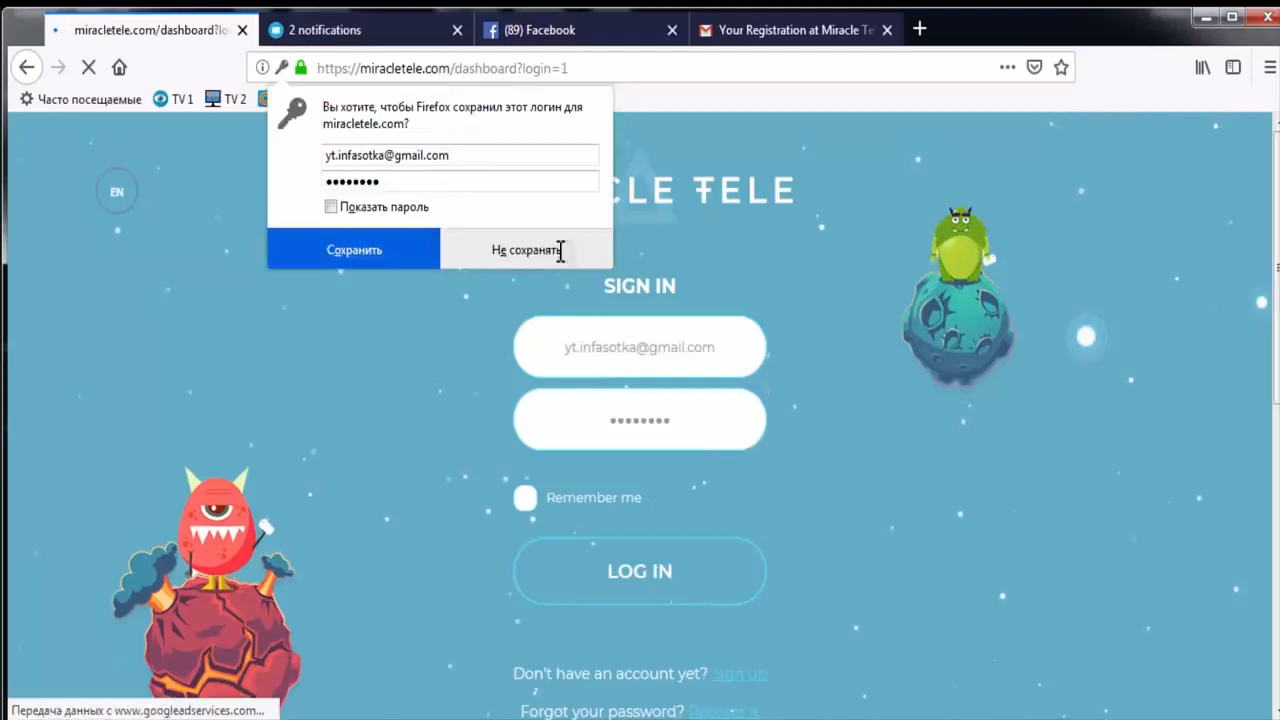 miracletele.com/dashboard?lo
2 notifications
(89) Facebook
Your Registration at Miracle Te
https://miracletele.com/dashboard?login=1
Часто посещаемые
TV 1
TV 2
Вы хотите, чтобы Firefox сохранил этот логин для
miracletele.com?
yt.infasotka@gmail.com
••••••••
Показать пароль
Сохранить
Не сохранять
EN
CLE TELE
SIGN IN
yt.infasotka@gmail.com
••••••••
Remember me
LOG IN
Don't have an account yet? Sign up
Forgot your password?
Передача данных с www.googleadservices.com...